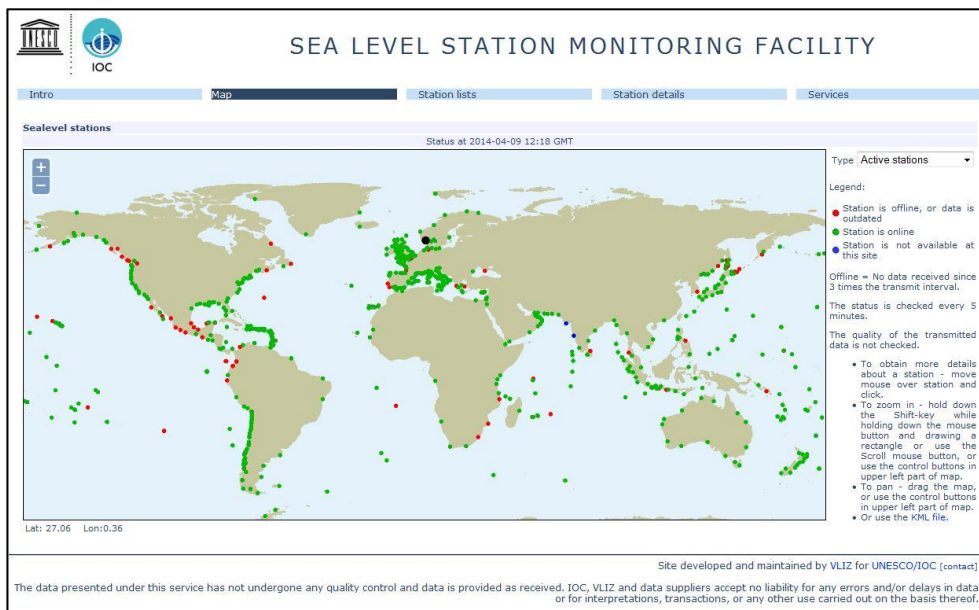 UNESCO
IOC
SEA LEVEL STATION MONITORING FACILITY
Intro
Map
Station lists
Station details
Services
Sealevel stations
Status at 2014-04-09 12:18 GMT
+
−
Type Active stations
Legend:
Station is offline, or data is
outdated
Station is online
Station is not available at
this site
Offline = No data received since
3 times the transmit interval.
The status is checked every 5
minutes.
The quality of the transmitted
data is not checked.
• To obtain more details
about a station - move
mouse over station and
click.
• To zoom in - hold down
the Shift-key while
holding down the mouse
button and drawing a
rectangle or use the
Scroll mouse button, or
use the control buttons in
upper left part of map.
• To pan - drag the map,
or use the control buttons
in upper left part of map.
• Or use the KML file.
Lat: 27.06 Lon:0.36
Site developed and maintained by VLIZ for UNESCO/IOC [contact]
The data presented under this service has not undergone any quality control and data is provided as received. IOC, VLIZ and data suppliers accept no liability for any errors and/or delays in data
or for interpretations, transactions, or any other use carried out on the basis thereof.